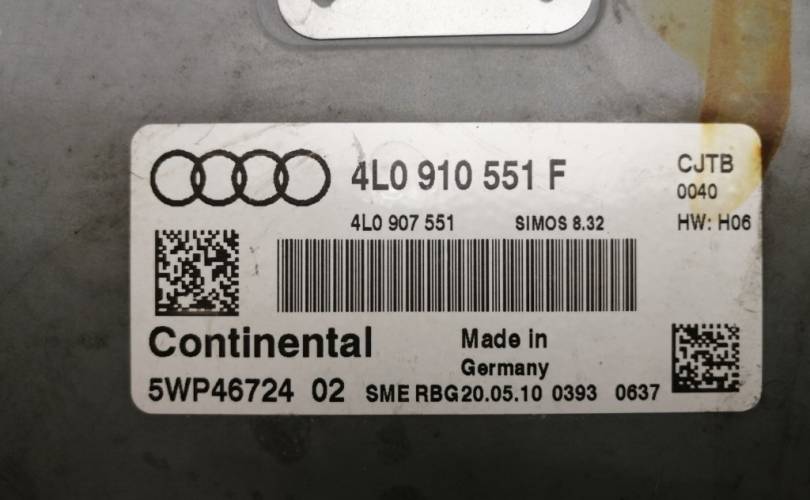 4L0 910 551 F
CJTB
0040
4L0 907 551 SIMOS 8.32 HW: H06
Continental
Made in
Germany
5WP46724 02 SME RBG20.05.10 0393 0637